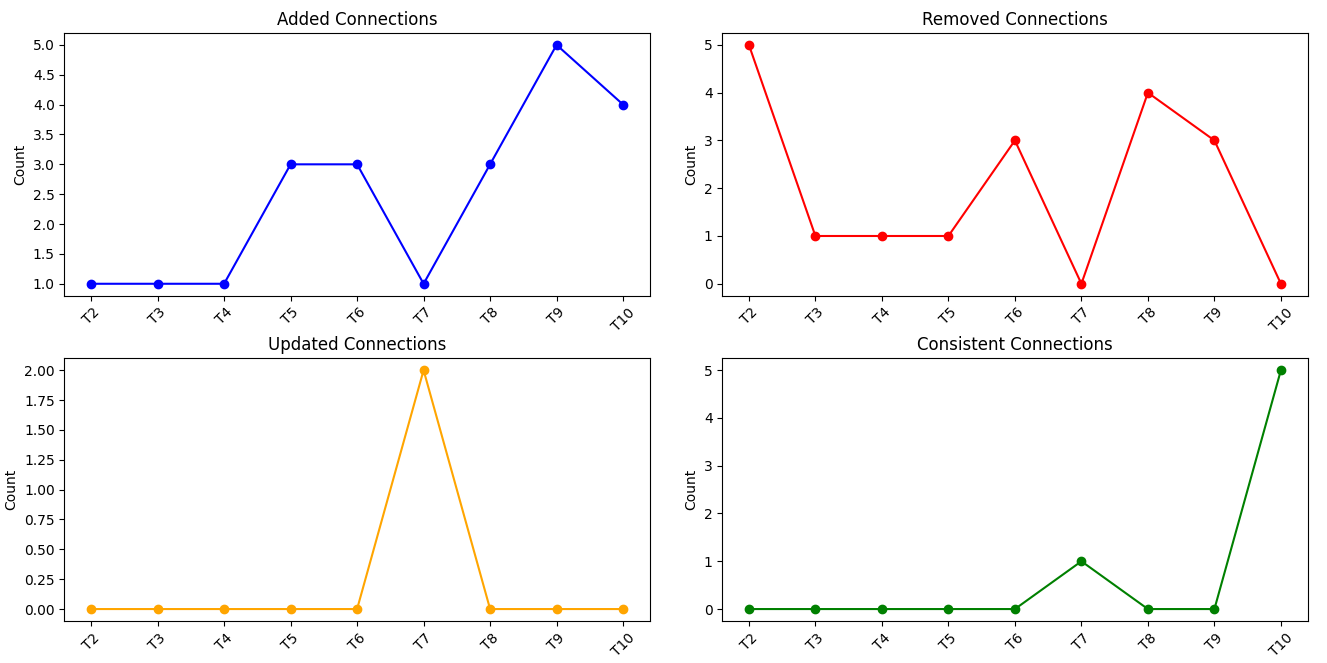 Added Connections
Count
5.0
4.5
4.0
3.5
3.0
2.5
2.0
1.5
1.0
T2 T3 T4 T5 T6 T7 T8 T9 T10
Removed Connections
Count
5
4
3
2
1
0
T2 T3 T4 T5 T6 T7 T8 T9 T10
Updated Connections
Count
2.00
1.75
1.50
1.25
1.00
0.75
0.50
0.25
0.00
T2 T3 T4 T5 T6 T7 T8 T9 T10
Consistent Connections
Count
5
4
3
2
1
0
T2 T3 T4 T5 T6 T7 T8 T9 T10